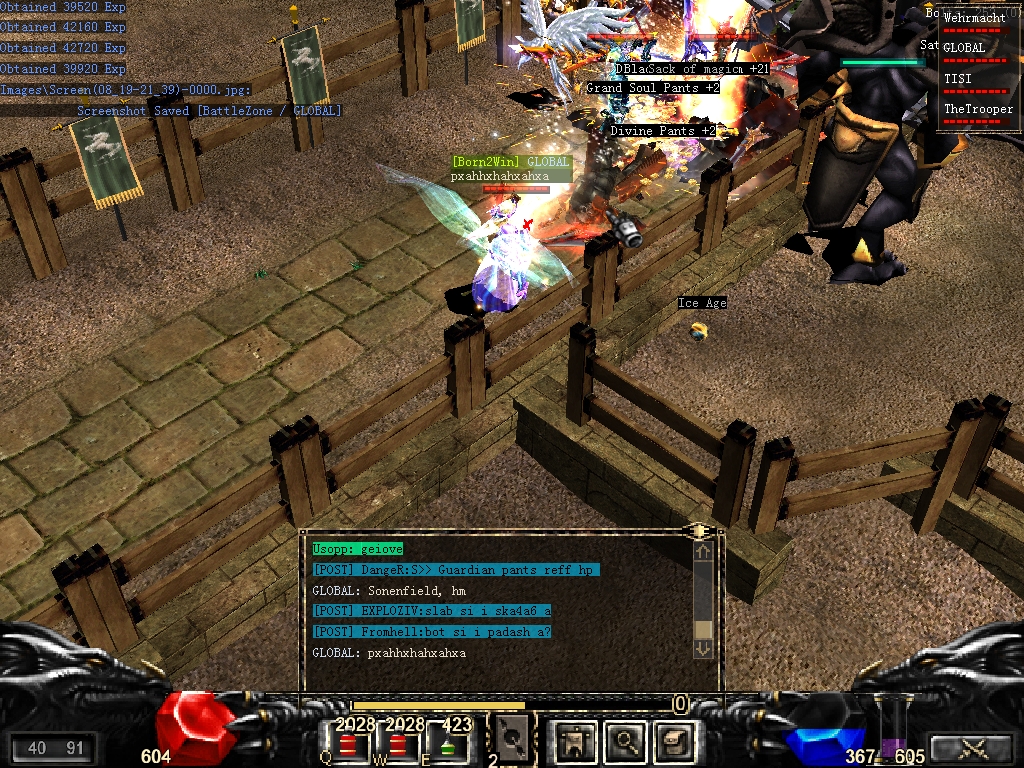 Obtained 39520 Exp
Obtained 42160 Exp
Obtained 42720 Exp
Obtained 39920 Exp
Images\Screen(08_19-21_39)-0000.jpg:
Screenshot Saved [BattleZone / GLOBAL]
Wehrmacht
GLOBAL
TISI
TheTrooper
Sack of magicm +21
Grand Soul Pants +2
Divine Pants +2
[Born2Win] GLOBAL
pxahhxhahxahxa
Ice Age
Usopp: geiove
[POST] DangeR:S>> Guardian pants reff hp
GLOBAL: Sonenfield, hm
[POST] EXPLOZIV:slab si i ska4a6 a
[POST] Fromhell:bot si i padash a?
GLOBAL: pxahhxhahxahxa
0
2028 2028 423
Q W E 2
40 91
604
367 605